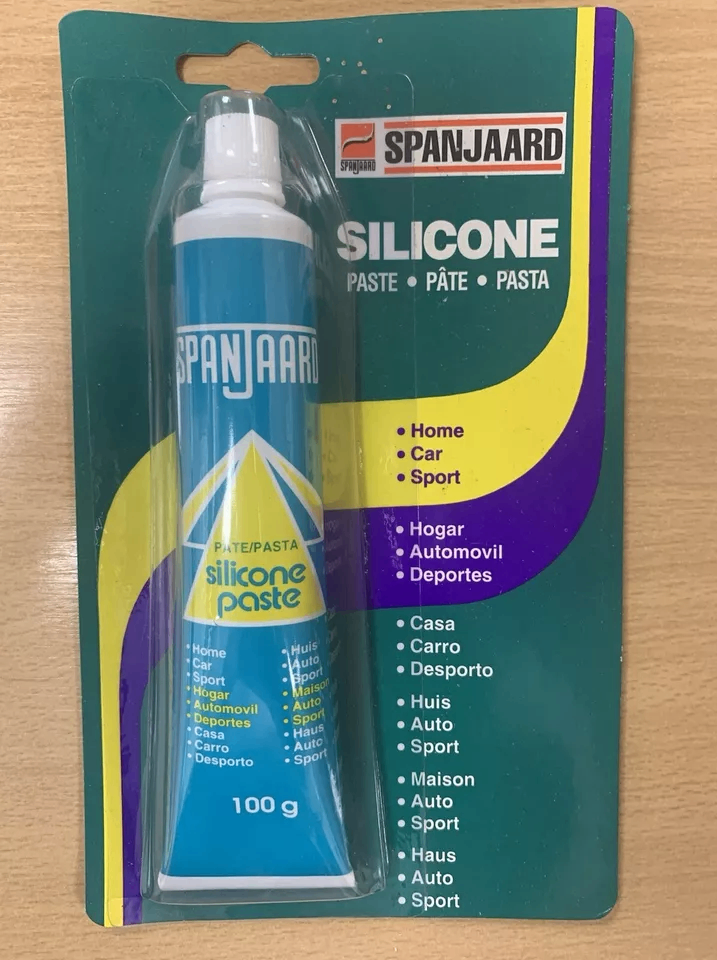 SPANJAARD
SPANJAARD
SILICONE
PASTE • PÂTE • PASTA
• Home
• Car
• Sport
• Hogar
• Automovil
• Deportes
• Casa
• Carro
• Desporto
• Huis
• Auto
• Sport
• Maison
• Auto
• Sport
• Haus
• Auto
• Sport
SPANJAARD
PATE/PASTA
silicone
paste
• Home
• Car
• Sport
• Hogar
• Automovil
• Deportes
• Casa
• Carro
• Desporto
• Huis
• Auto
• Sport
• Maison
• Auto
• Sport
• Haus
• Auto
• Sport
100 g